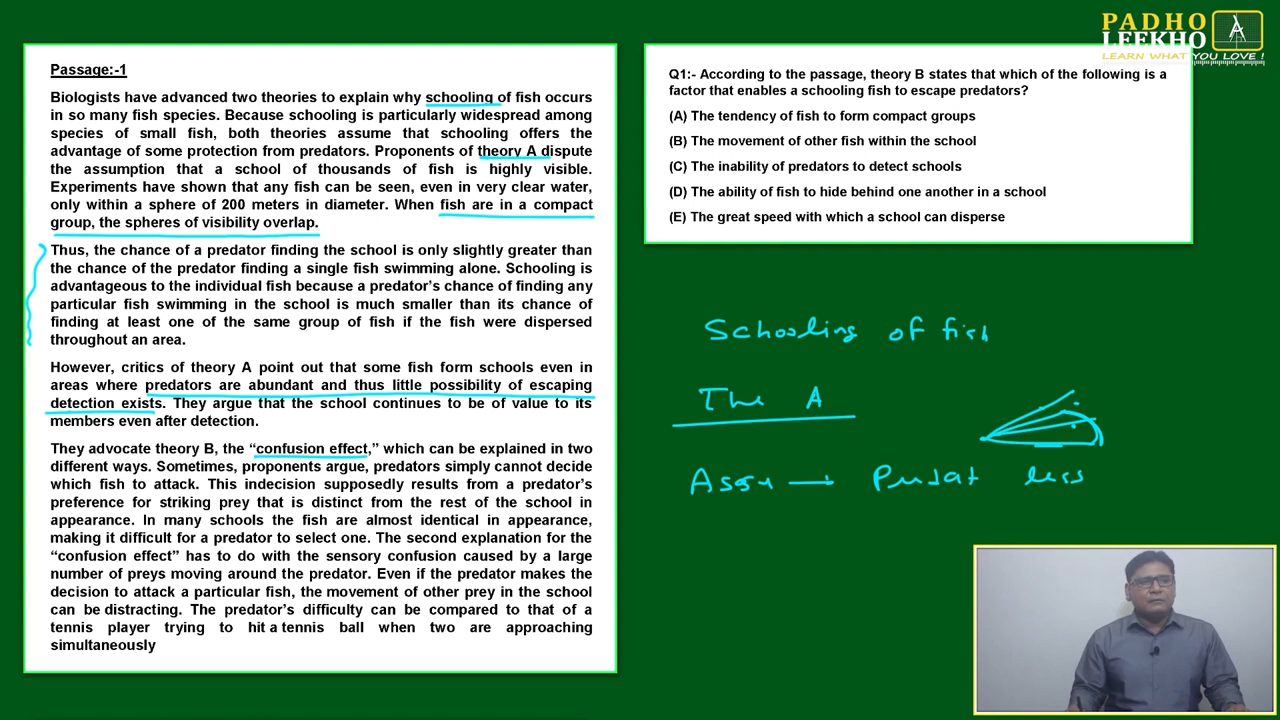 PADHO
LEEKHO
LEARN WHAT YOU LOVE !
Passage:-1
Biologists have advanced two theories to explain why schooling of fish occurs
in so many fish species. Because schooling is particularly widespread among
species of small fish, both theories assume that schooling offers the
advantage of some protection from predators. Proponents of theory A dispute
the assumption that a school of thousands of fish is highly visible.
Experiments have shown that any fish can be seen, even in very clear water,
only within a sphere of 200 meters in diameter. When fish are in a compact
group, the spheres of visibility overlap.
Thus, the chance of a predator finding the school is only slightly greater than
the chance of the predator finding a single fish swimming alone. Schooling is
advantageous to the individual fish because a predator's chance of finding any
particular fish swimming in the school is much smaller than its chance of
finding at least one of the same group of fish if the fish were dispersed
throughout an area.
However, critics of theory A point out that some fish form schools even in
areas where predators are abundant and thus little possibility of escaping
detection exists. They argue that the school continues to be of value to its
members even after detection.
They advocate theory B, the “confusion effect,” which can be explained in two
different ways. Sometimes, proponents argue, predators simply cannot decide
which fish to attack. This indecision supposedly results from a predator's
preference for striking prey that is distinct from the rest of the school in
appearance. In many schools the fish are almost identical in appearance,
making it difficult for a predator to select one. The second explanation for the
“confusion effect” has to do with the sensory confusion caused by a large
number of preys moving around the predator. Even if the predator makes the
decision to attack a particular fish, the movement of other prey in the school
can be distracting. The predator's difficulty can be compared to that of a
tennis player trying to hit a tennis ball when two are approaching
simultaneously
Q1:- According to the passage, theory B states that which of the following is a
factor that enables a schooling fish to escape predators?
(A) The tendency of fish to form compact groups
(B) The movement of other fish within the school
(C) The inability of predators to detect schools
(D) The ability of fish to hide behind one another in a school
(E) The great speed with which a school can disperse
Schooling of fish
The A
less